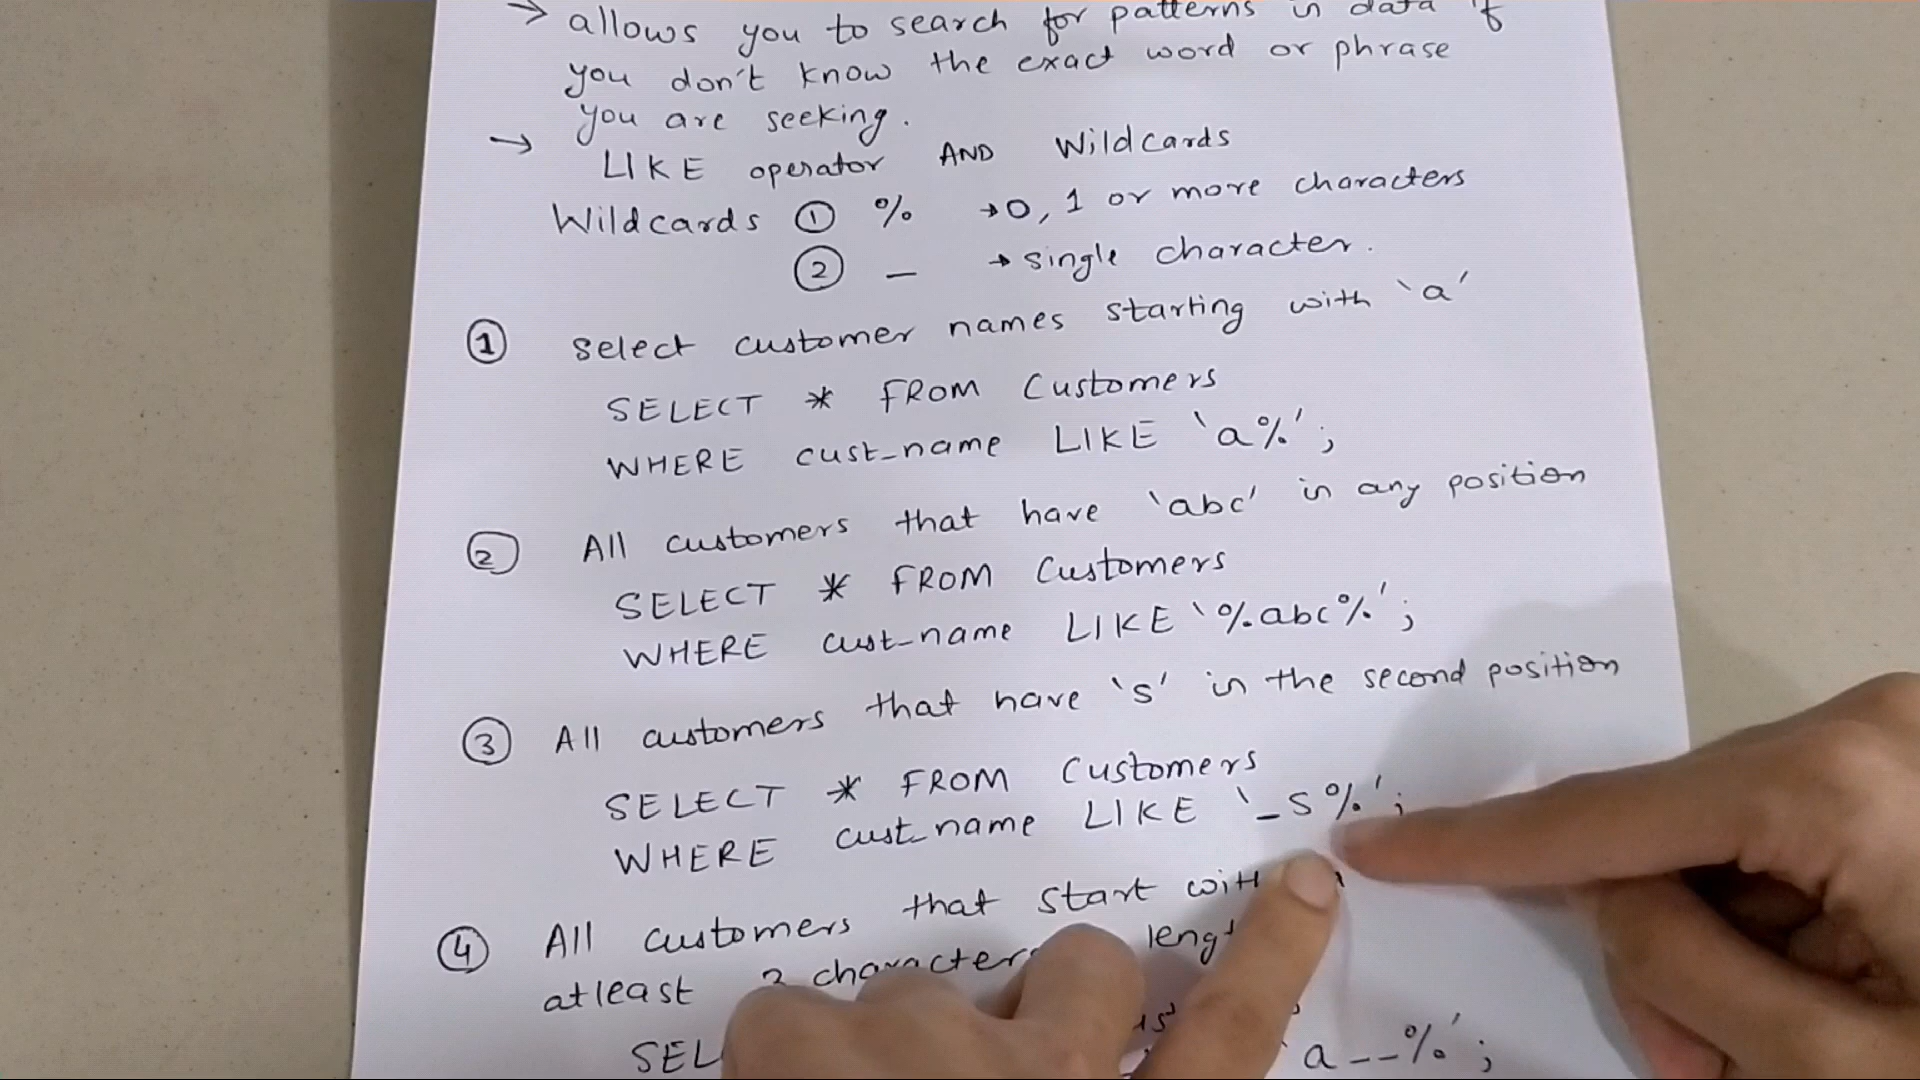 → allows you to search for patterns in data if
you don't know the exact word or phrase
you are seeking.
→ LIKE operator AND Wildcards
Wildcards ① % → 0, 1 or more characters
② _ → single character.
① Select customer names starting with 'a'
SELECT * FROM Customers
WHERE cust_name LIKE 'a%';
② All customers that have 'abc' in any position
SELECT * FROM Customers
WHERE cust_name LIKE '%abc%';
③ All customers that have 's' in the second position
SELECT * FROM Customers
WHERE cust_name LIKE '_s%';
④ All customers that start with
atleast 3 characters
SEL
'a__%';